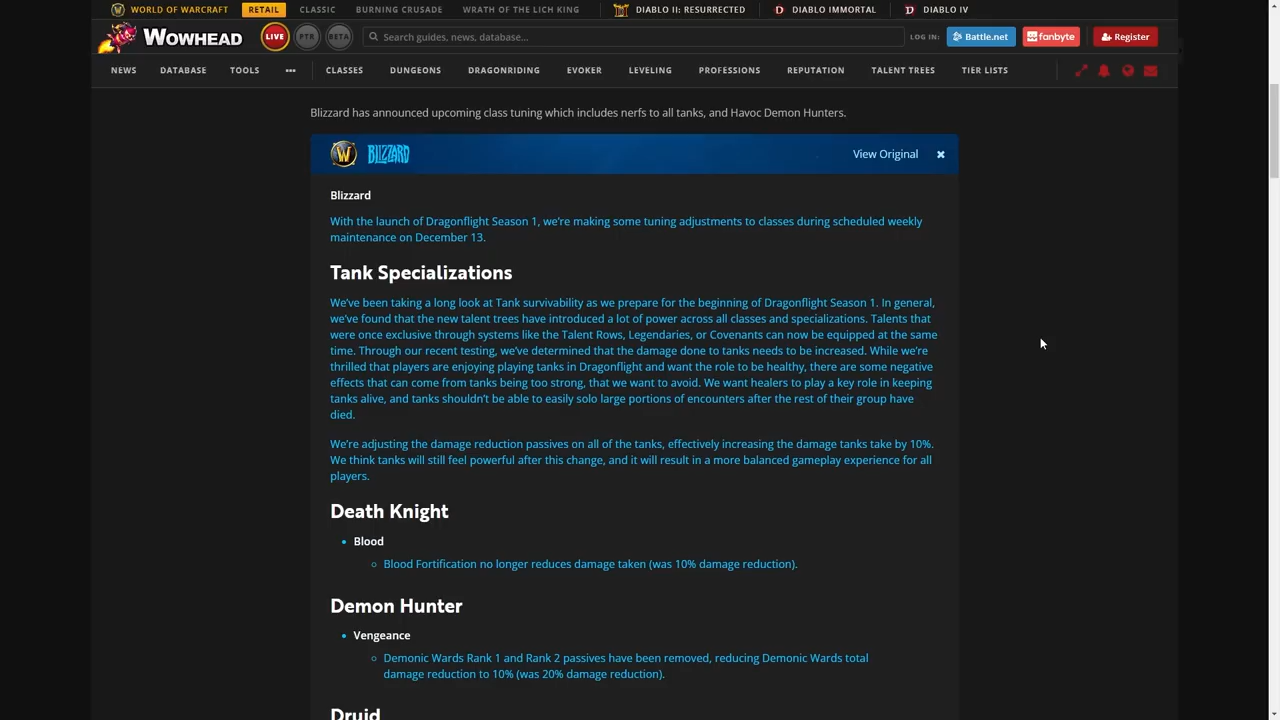 WORLD OF WARCRAFT RETAIL CLASSIC BURNING CRUSADE WRATH OF THE LICH KING DIABLO II: RESURRECTED DIABLO IMMORTAL DIABLO IV
WOWHEAD LIVE PTR BETA Search guides, news, database... LOG IN: Battle.net fanbyte Register
NEWS DATABASE TOOLS ••• CLASSES DUNGEONS DRAGONRIDING EVOKER LEVELING PROFESSIONS REPUTATION TALENT TREES TIER LISTS
Blizzard has announced upcoming class tuning which includes nerfs to all tanks, and Havoc Demon Hunters.
W BLIZZARD View Original
Blizzard
With the launch of Dragonflight Season 1, we're making some tuning adjustments to classes during scheduled weekly
maintenance on December 13.
Tank Specializations
We've been taking a long look at Tank survivability as we prepare for the beginning of Dragonflight Season 1. In general,
we've found that the new talent trees have introduced a lot of power across all classes and specializations. Talents that
were once exclusive through systems like the Talent Rows, Legendaries, or Covenants can now be equipped at the same
time. Through our recent testing, we've determined that the damage done to tanks needs to be increased. While we're
thrilled that players are enjoying playing tanks in Dragonflight and want the role to be healthy, there are some negative
effects that can come from tanks being too strong, that we want to avoid. We want healers to play a key role in keeping
tanks alive, and tanks shouldn't be able to easily solo large portions of encounters after the rest of their group have
died.
We're adjusting the damage reduction passives on all of the tanks, effectively increasing the damage tanks take by 10%.
We think tanks will still feel powerful after this change, and it will result in a more balanced gameplay experience for all
players.
Death Knight
• Blood
○ Blood Fortification no longer reduces damage taken (was 10% damage reduction).
Demon Hunter
• Vengeance
○ Demonic Wards Rank 1 and Rank 2 passives have been removed, reducing Demonic Wards total
damage reduction to 10% (was 20% damage reduction).
Druid